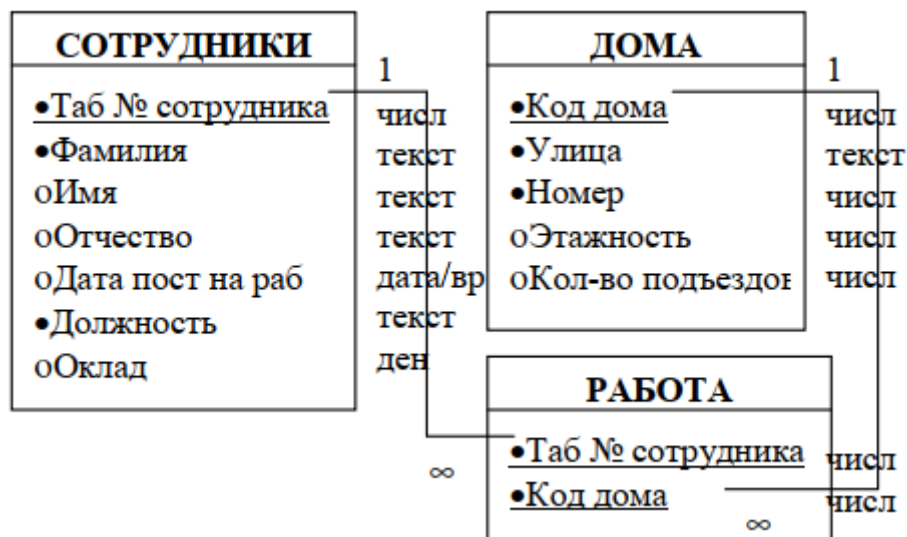 СОТРУДНИКИ
1
•Таб № сотрудника числ
•Фамилия текст
оИмя текст
оОтчество текст
оДата пост на раб дата/вр
•Должность текст
оОклад ден
ДОМА
1
•Код дома числ
•Улица текст
•Номер числ
оЭтажность числ
оКол-во подъездов числ
РАБОТА
•Таб № сотрудника числ
∞
•Код дома числ
∞